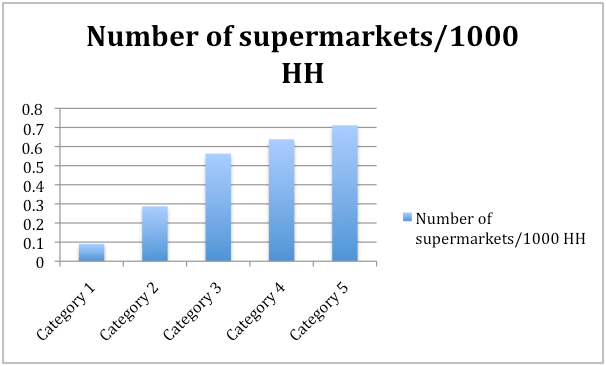 Number of supermarkets/1000
HH
0.8
0.7
0.6
0.5
0.4
0.3
0.2
0.1
0
Category 1
Category 2
Category 3
Category 4
Category 5
Number of
supermarkets/1000 HH